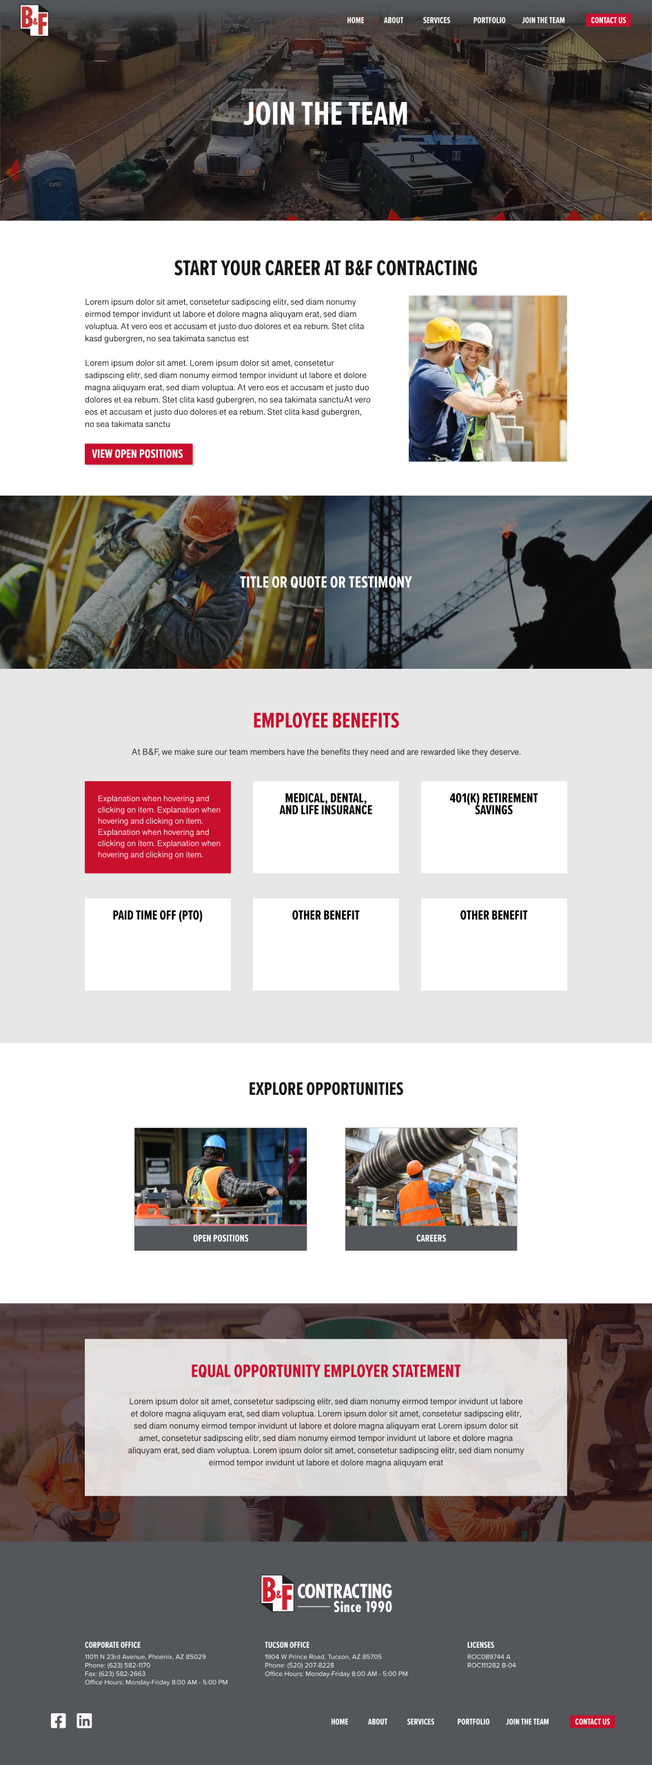 B&F
HOME ABOUT SERVICES PORTFOLIO JOIN THE TEAM CONTACT US
JOIN THE TEAM
START YOUR CAREER AT B&F CONTRACTING
Lorem ipsum dolor sit amet, consetetur sadipscing elitr, sed diam nonumy
eirmod tempor invidunt ut labore et dolore magna aliquyam erat, sed diam
voluptua. At vero eos et accusam et justo duo dolores et ea rebum. Stet clita
kasd gubergren, no sea takimata sanctus est
Lorem ipsum dolor sit amet. Lorem ipsum dolor sit amet, consetetur
sadipscing elitr, sed diam nonumy eirmod tempor invidunt ut labore et dolore
magna aliquyam erat, sed diam voluptua. At vero eos et accusam et justo duo
dolores et ea rebum. Stet clita kasd gubergren, no sea takimata sanctuAt vero
eos et accusam et justo duo dolores et ea rebum. Stet clita kasd gubergren,
no sea takimata sanctu
VIEW OPEN POSITIONS
TITLE OR QUOTE OR TESTIMONY
EMPLOYEE BENEFITS
At B&F, we make sure our team members have the benefits they need and are rewarded like they deserve.
Explanation when hovering and
clicking on item. Explanation when
hovering and clicking on item.
Explanation when hovering and
clicking on item. Explanation when
hovering and clicking on item.
MEDICAL, DENTAL,
AND LIFE INSURANCE
401(K) RETIREMENT
SAVINGS
PAID TIME OFF (PTO)
OTHER BENEFIT
OTHER BENEFIT
EXPLORE OPPORTUNITIES
OPEN POSITIONS
CAREERS
EQUAL OPPORTUNITY EMPLOYER STATEMENT
Lorem ipsum dolor sit amet, consetetur sadipscing elitr, sed diam nonumy eirmod tempor invidunt ut labore
et dolore magna aliquyam erat, sed diam voluptua. Lorem ipsum dolor sit amet, consetetur sadipscing elitr,
sed diam nonumy eirmod tempor invidunt ut labore et dolore magna aliquyam erat Lorem ipsum dolor sit
amet, consetetur sadipscing elitr, sed diam nonumy eirmod tempor invidunt ut labore et dolore magna
aliquyam erat, sed diam voluptua. Lorem ipsum dolor sit amet, consetetur sadipscing elitr, sed diam nonumy
eirmod tempor invidunt ut labore et dolore magna aliquyam erat
B&F CONTRACTING
Since 1990
CORPORATE OFFICE
11011 N 23rd Avenue, Phoenix, AZ 85029
Phone: (623) 582-1170
Fax: (623) 582-2663
Office Hours: Monday-Friday 8:00 AM - 5:00 PM
TUCSON OFFICE
1904 W Prince Road, Tucson, AZ 85705
Phone: (520) 207-8228
Office Hours: Monday-Friday 8:00 AM - 5:00 PM
LICENSES
ROC089744 A
ROC111282 B-04
HOME ABOUT SERVICES PORTFOLIO JOIN THE TEAM CONTACT US